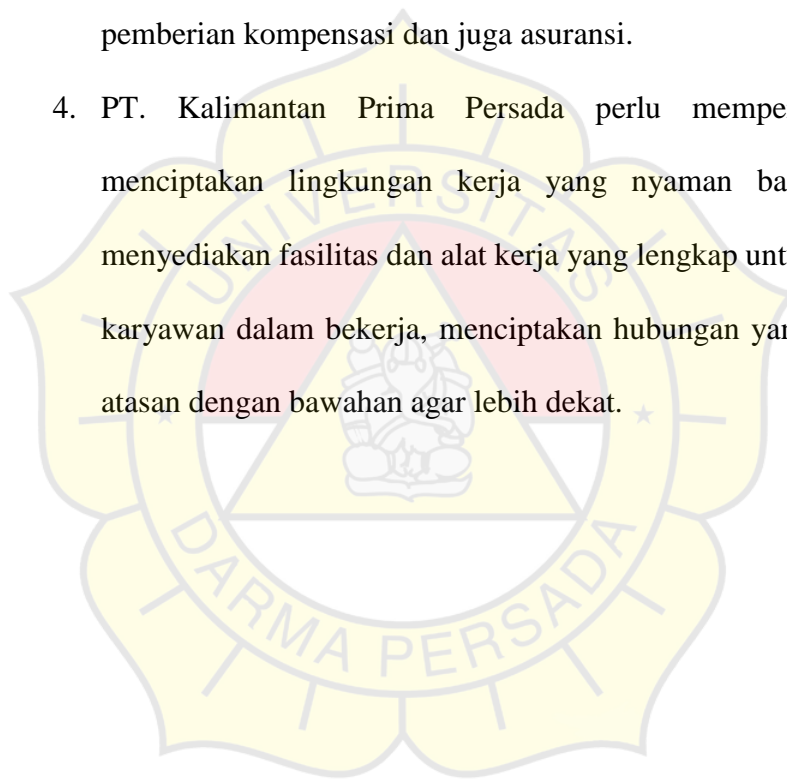 pemberian kompensasi dan juga asuransi.
4. PT. Kalimantan Prima Persada perlu mempe
menciptakan lingkungan kerja yang nyaman ba
menyediakan fasilitas dan alat kerja yang lengkap unt
karyawan dalam bekerja, menciptakan hubungan yan
atasan dengan bawahan agar lebih dekat.
UNIVERSITAS
DARMA PERSADA